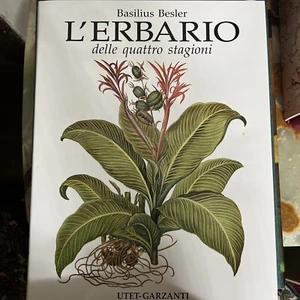 Basilius Besler
L'ERBARIO
delle quattro stagioni
UTET-GARZANTI